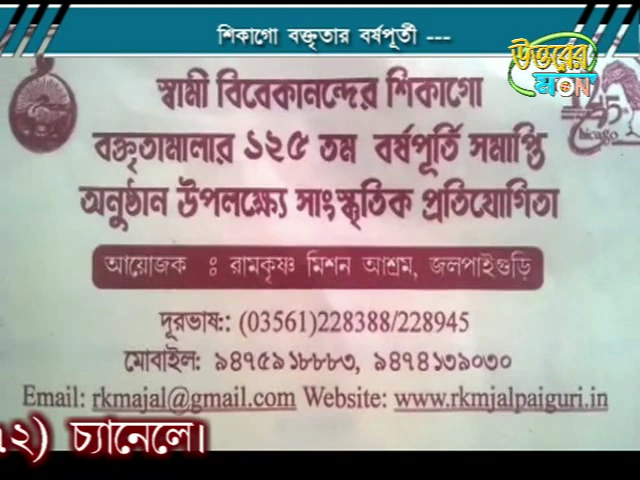 শিকাগো বক্তৃতার বর্ষপূর্তী ---
উত্তরের
স্বামী বিবেকানন্দের শিকাগো
বক্তৃতামালার ১২৫ তম বর্ষপূর্তি সমাপ্তি
অনুষ্ঠান উপলক্ষ্যে সাংস্কৃতিক প্রতিযোগিতা
আয়োজক : রামকৃষ্ণ মিশন আশ্রম, জলপাইগুড়ি
দূরভাষ:: (03561)228388/228945
মোবাইল: ৯৪৭৫৯১৮৮৮৩, ৯৪৭৪১৩৯০৩০
Email: rkmajal@gmail.com Website: www.rkmjalpaiguri.in
চ্যানেলে।